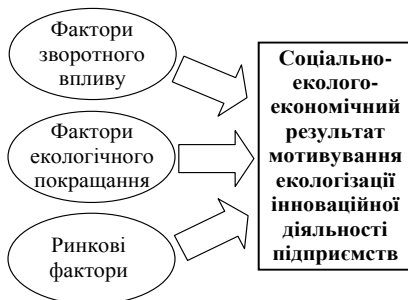 Фактори
зворотного
впливу
Фактори
екологічного
покращання
Ринкові
фактори
Соціально-
еколого-
економічний
результат
мотивування
екологізації
інноваційної
діяльності
підприємств